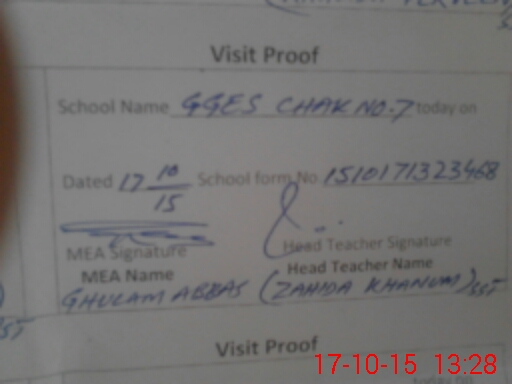 Visit Proof
School Name GGES CHAK NO.7 today on
Dated 17 10/15 School form No 1510171323468
MEA Signature Head Teacher Signature
MEA Name Head Teacher Name
GHULAM ABBAS (ZAHIDA KHANUM) SST
SST
Visit Proof
17-10-15 13:28